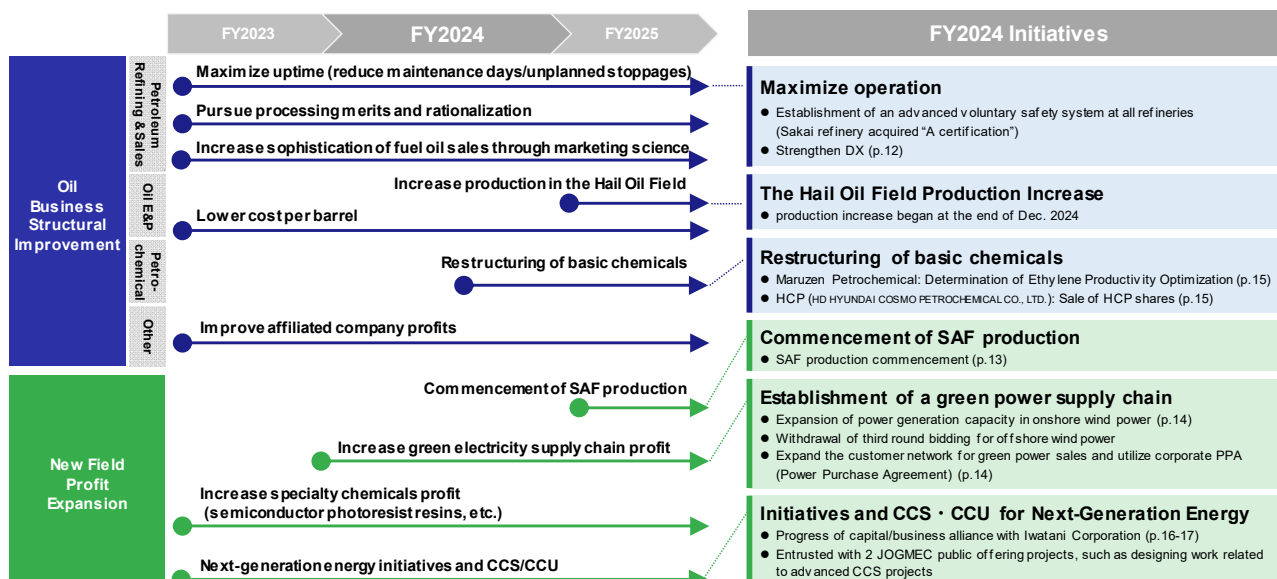 FY2023
FY2024
FY2025
FY2024 Initiatives
Oil
Business
Structural
Improvement
Petroleum
Refining & Sales
Maximize uptime (reduce maintenance days/unplanned stoppages)
Pursue processing merits and rationalization
Increase sophistication of fuel oil sales through marketing science
Oil E&P
Increase production in the Hail Oil Field
Lower cost per barrel
Petro-
chemical
Restructuring of basic chemicals
Other
Improve affiliated company profits
New Field
Profit
Expansion
Commencement of SAF production
Increase green electricity supply chain profit
Increase specialty chemicals profit
(semiconductor photoresist resins, etc.)
Next-generation energy initiatives and CCS/CCU
Maximize operation
● Establishment of an advanced voluntary safety system at all refineries
(Sakai refinery acquired “A certification”)
● Strengthen DX (p.12)
The Hail Oil Field Production Increase
● production increase began at the end of Dec. 2024
Restructuring of basic chemicals
● Maruzen Petrochemical: Determination of Ethylene Productivity Optimization (p.15)
● HCP (HD HYUNDAI COSMO PETROCHEMICAL CO., LTD.): Sale of HCP shares (p.15)
Commencement of SAF production
● SAF production commencement (p.13)
Establishment of a green power supply chain
● Expansion of power generation capacity in onshore wind power (p.14)
● Withdrawal of third round bidding for offshore wind power
● Expand the customer network for green power sales and utilize corporate PPA
(Power Purchase Agreement) (p.14)
Initiatives and CCS・CCU for Next-Generation Energy
● Progress of capital/business alliance with Iwatani Corporation (p.16-17)
● Entrusted with 2 JOGMEC public offering projects, such as designing work related
to advanced CCS projects